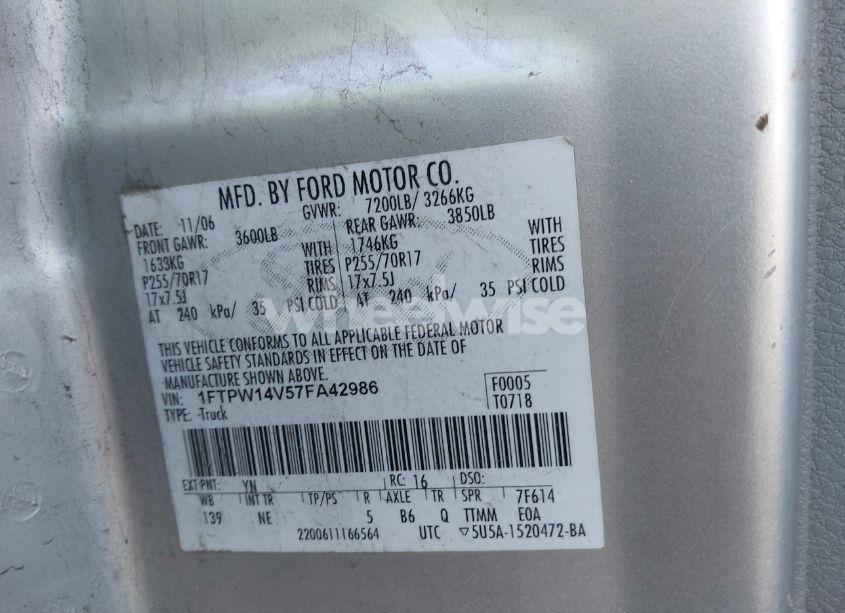 MFD. BY FORD MOTOR CO.
DATE: 11/06 GVWR: 7200LB/ 3266KG
FRONT GAWR: 3600LB REAR GAWR: 3850LB
1633KG WITH 1746KG WITH
P255/70R17 TIRES P255/70R17 TIRES
17x7.5J RIMS 17x7.5J RIMS
AT 240 kPa/ 35 PSI COLD AT 240 kPa/ 35 PSI COLD
wheelwise
THIS VEHICLE CONFORMS TO ALL APPLICABLE FEDERAL MOTOR
VEHICLE SAFETY STANDARDS IN EFFECT ON THE DATE OF
MANUFACTURE SHOWN ABOVE.
VIN: 1FTPW14V57FA42986 F0005
TYPE: -Truck T0718
EXT PNT: YN RC: 16 DSO:
WB INT TR TP/PS R AXLE TR SPR 7F614
139 NE 5 B6 Q TTMM EOA
2200611166564 UTC ▽5U5A-1520472-BA